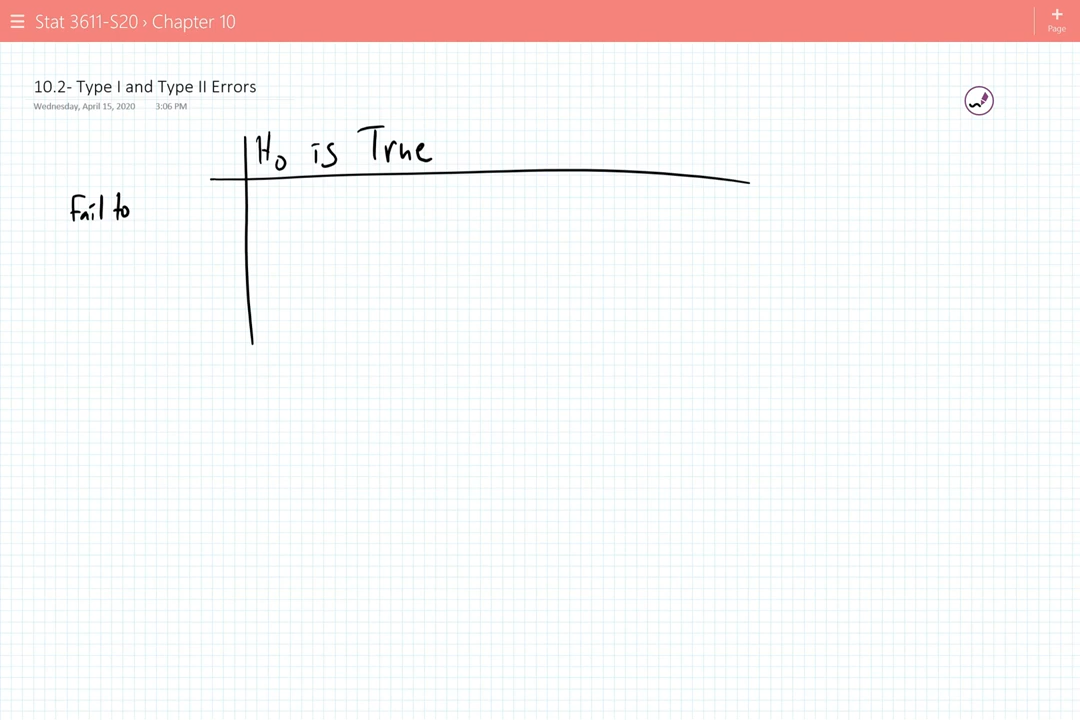 Stat 3611-S20 › Chapter 10
Page
10.2- Type I and Type II Errors
Wednesday, April 15, 2020 3:06 PM
H₀ is True
Fail to